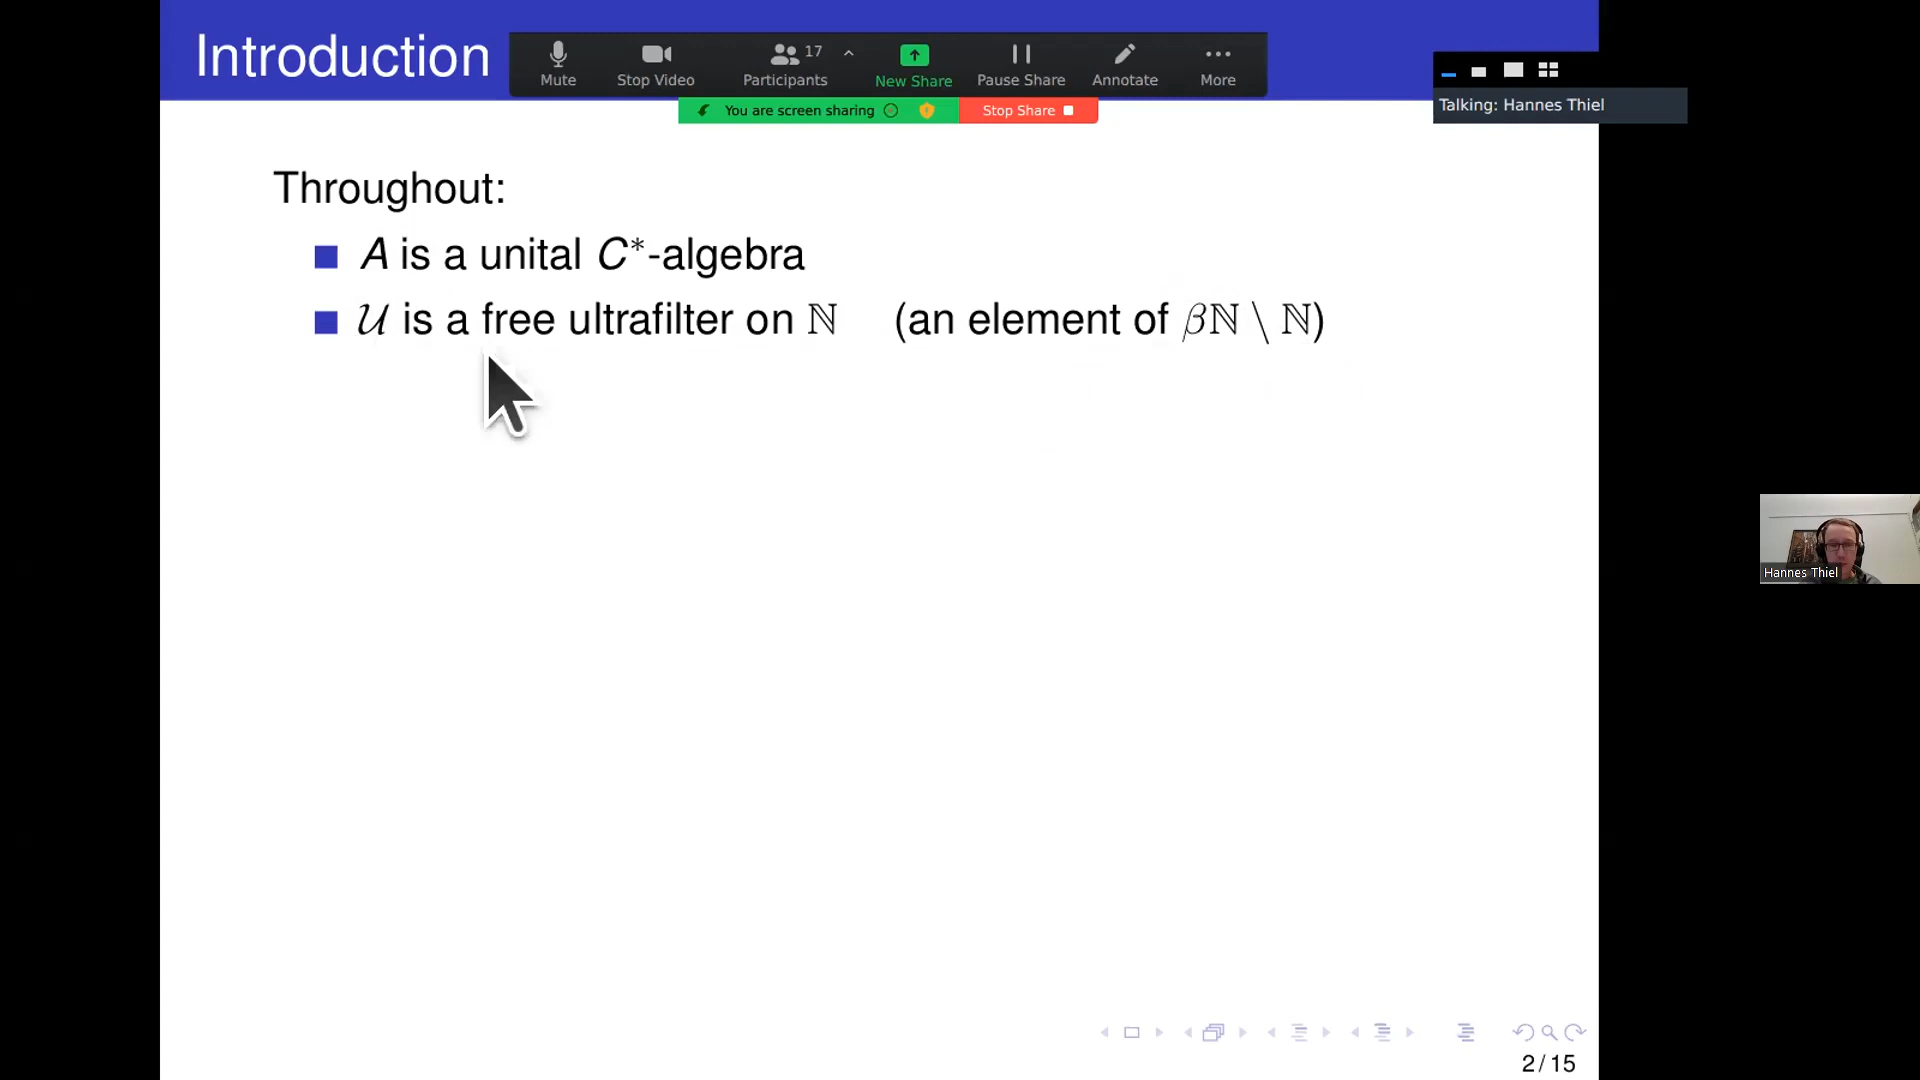 Introduction
Mute
Stop Video
Participants
17
New Share
Pause Share
Annotate
More
You are screen sharing
Stop Share
Talking: Hannes Thiel
Throughout:
A is a unital C*-algebra
𝒰 is a free ultrafilter on ℕ (an element of βℕ \ ℕ)
Hannes Thiel
2 / 15